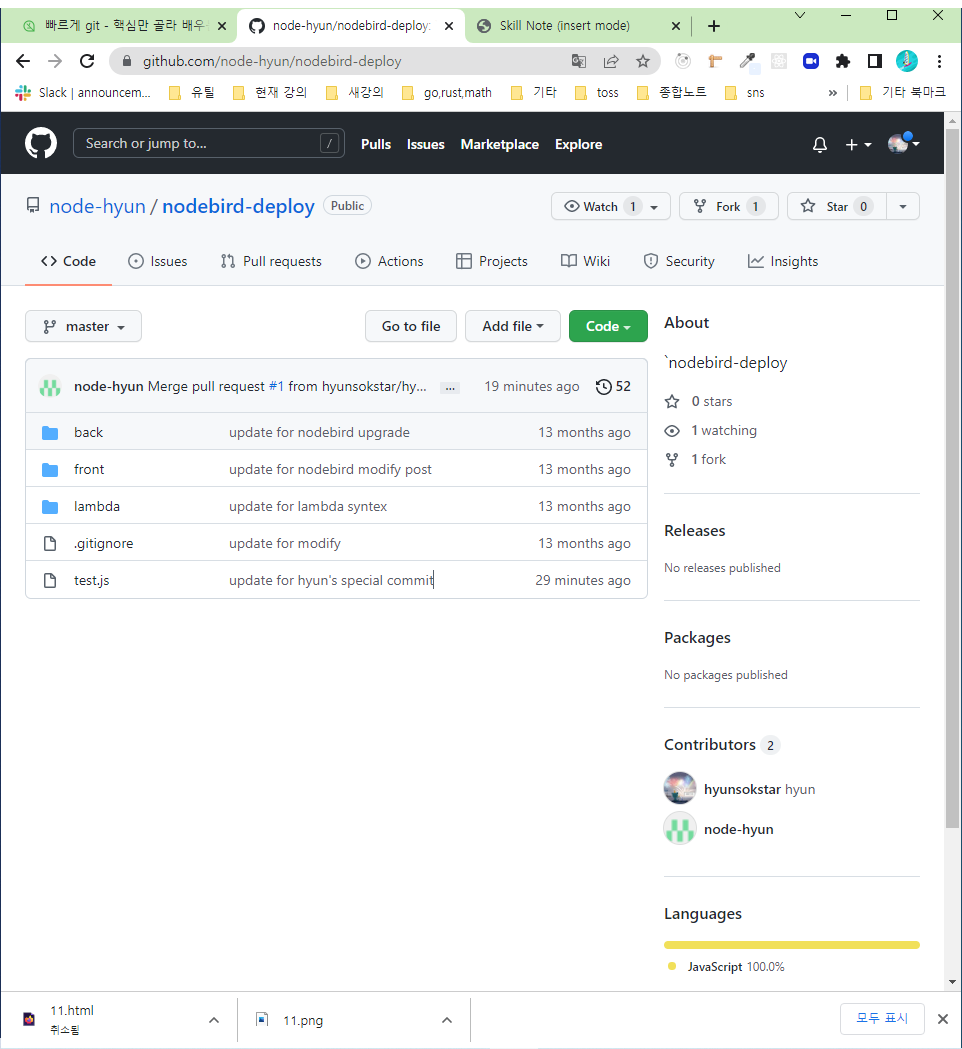 빠르게 git - 핵심만 골라 배우
node-hyun/nodebird-deploy:
Skill Note (insert mode)
github.com/node-hyun/nodebird-deploy
Slack | announcem...
유틸
현재 강의
새강의
go,rust,math
기타
toss
종합노트
sns
»
기타 북마크
Search or jump to...
/
Pulls
Issues
Marketplace
Explore
node-hyun / nodebird-deploy
Public
Watch 1
Fork 1
Star 0
Code
Issues
Pull requests
Actions
Projects
Wiki
Security
Insights
master
Go to file
Add file
Code
node-hyun Merge pull request #1 from hyunsokstar/hy... ... 19 minutes ago 52
back update for nodebird upgrade 13 months ago
front update for nodebird modify post 13 months ago
lambda update for lambda syntex 13 months ago
.gitignore update for modify 13 months ago
test.js update for hyun's special commit 29 minutes ago
About
`nodebird-deploy
0 stars
1 watching
1 fork
Releases
No releases published
Packages
No packages published
Contributors 2
hyunsokstar hyun
node-hyun
Languages
JavaScript 100.0%
11.html
취소됨
11.png
모두 표시